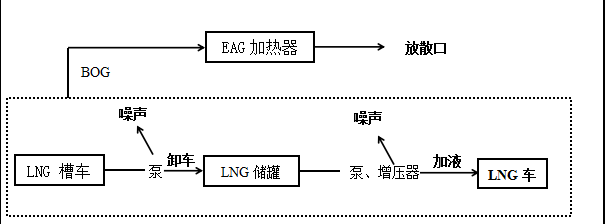 EAG 加热器
放散口
BOG
噪声
噪声
LNG 槽车
泵
卸车
LNG 储罐
泵、增压器
加液
LNG 车